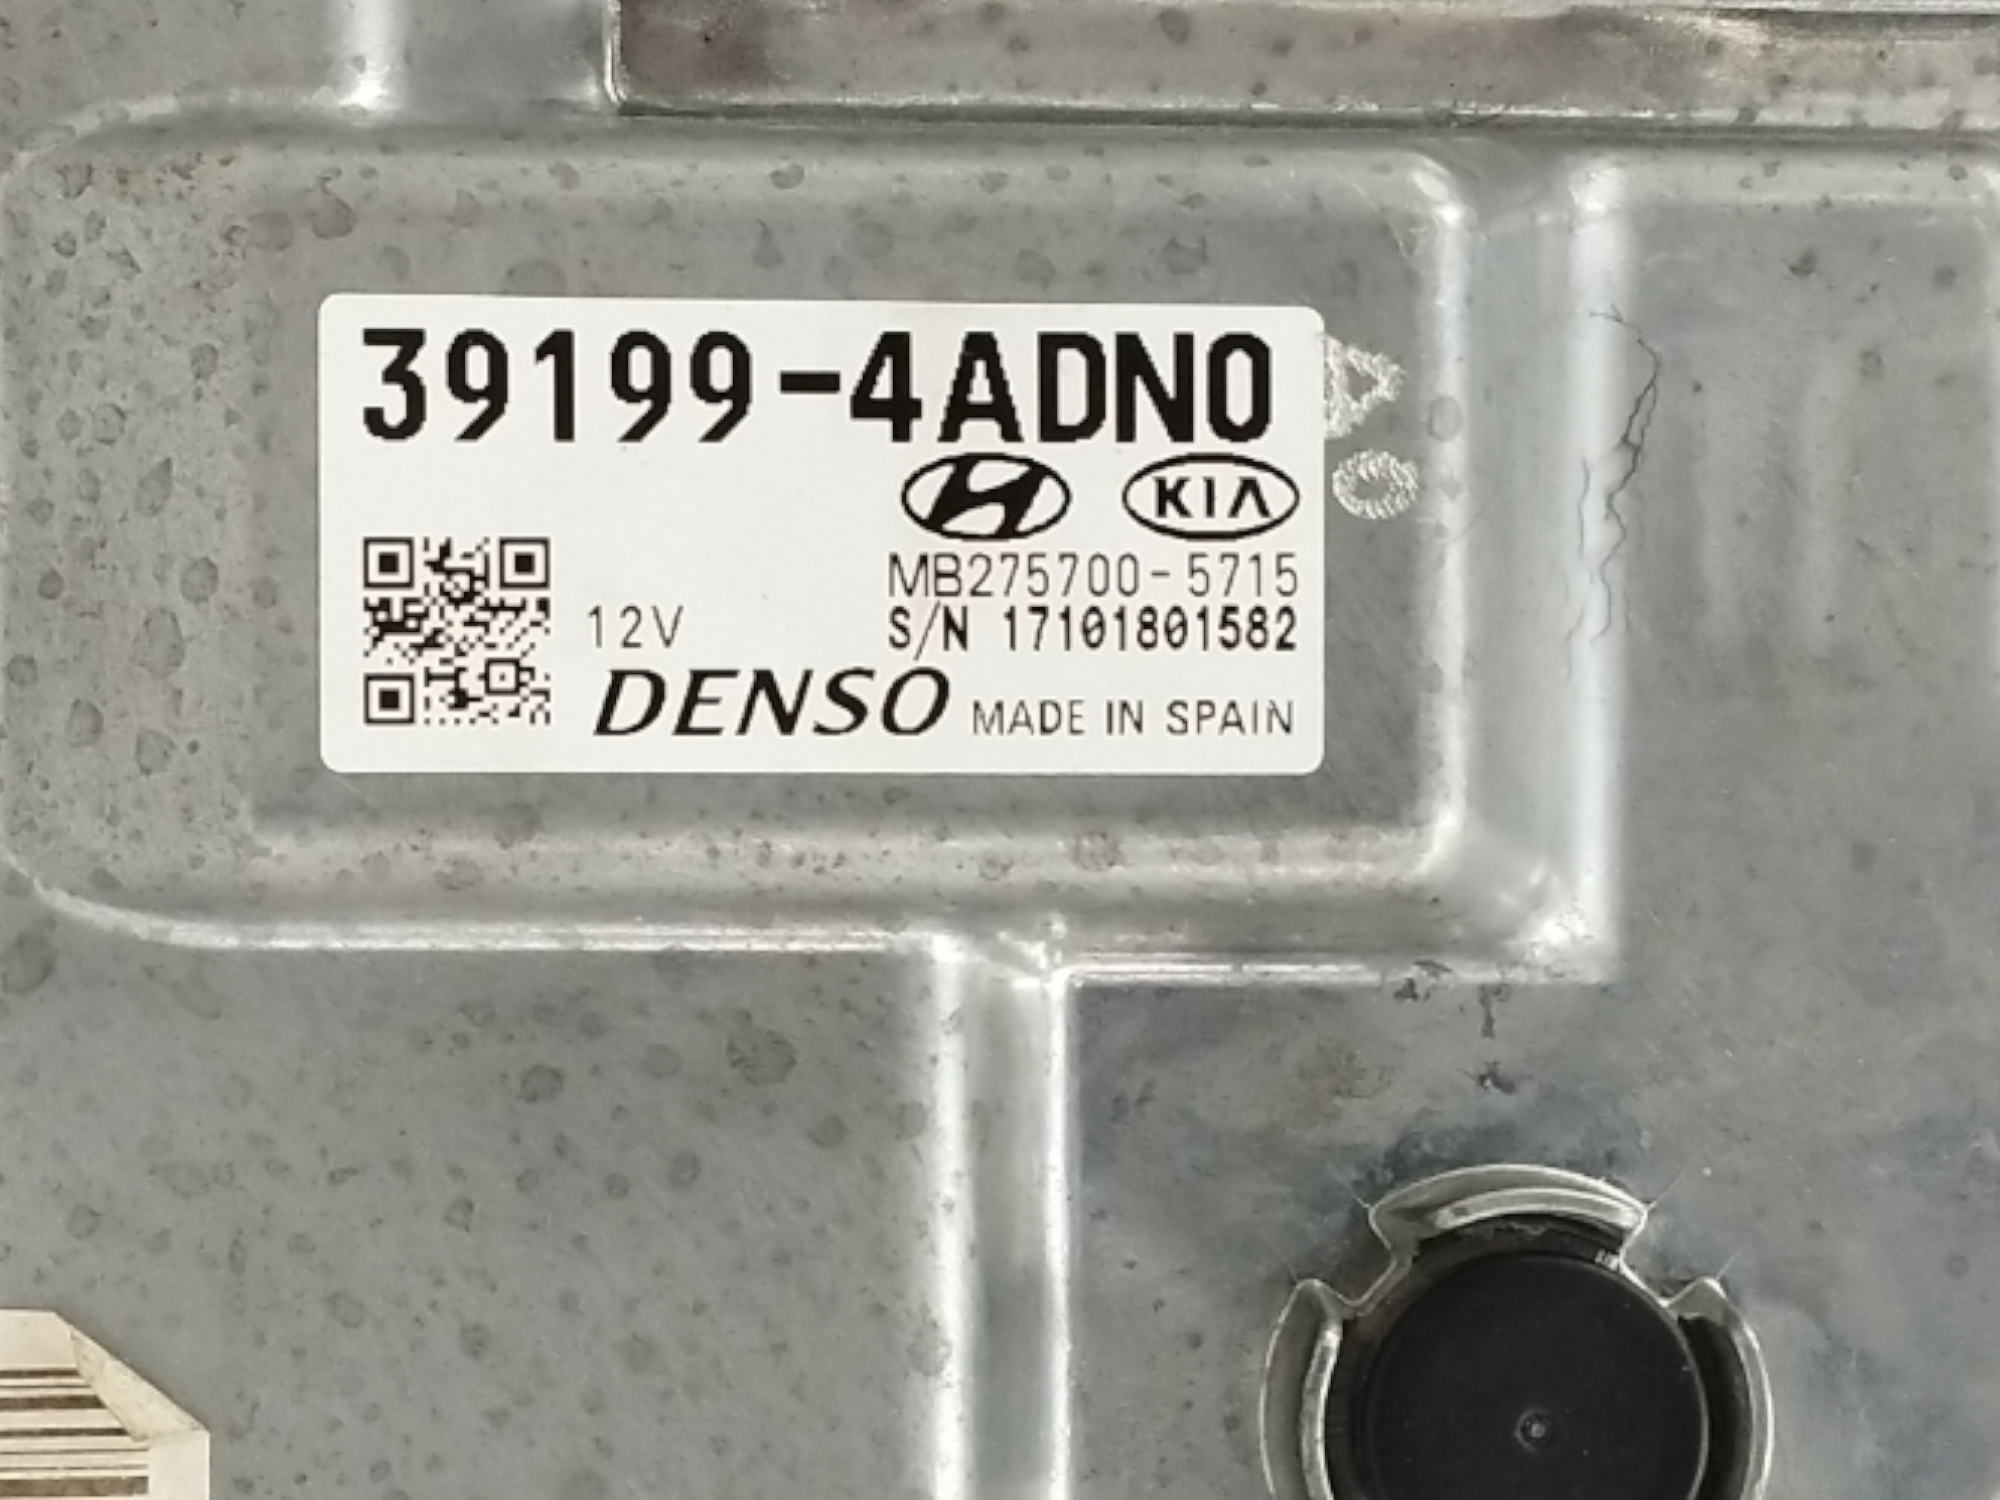 39199-4ADN0
KIA
MB275700-5715
12V
S/N 17101801582
DENSO MADE IN SPAIN